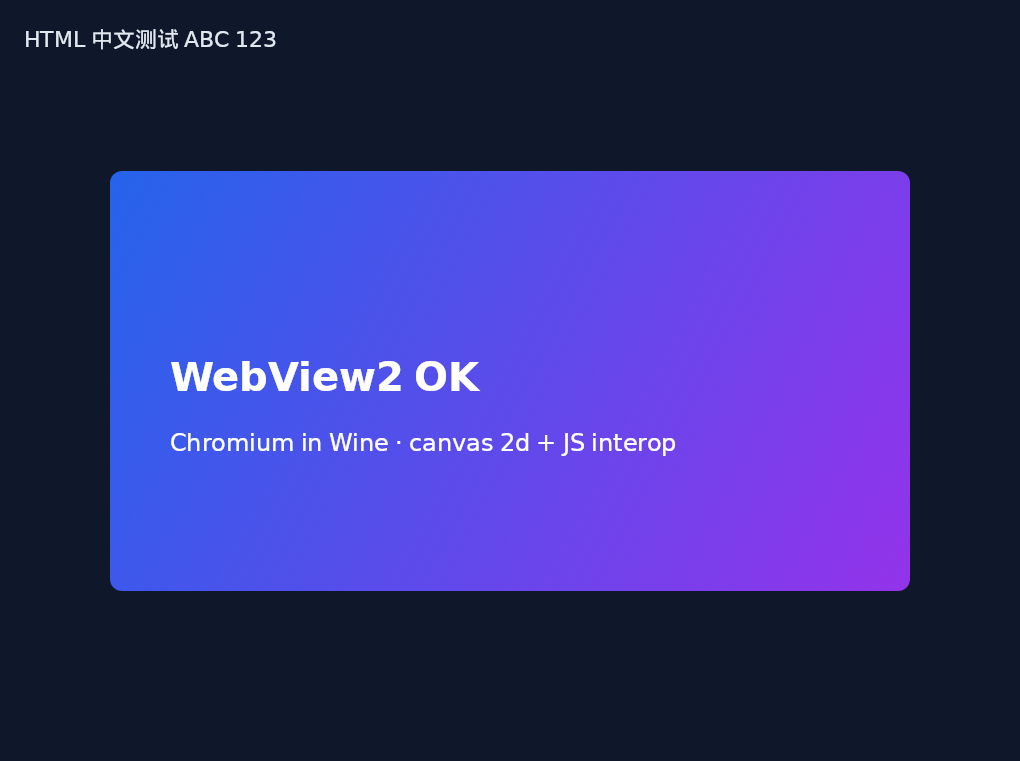 HTML 中文测试 ABC 123
WebView2 OK
Chromium in Wine · canvas 2d + JS interop